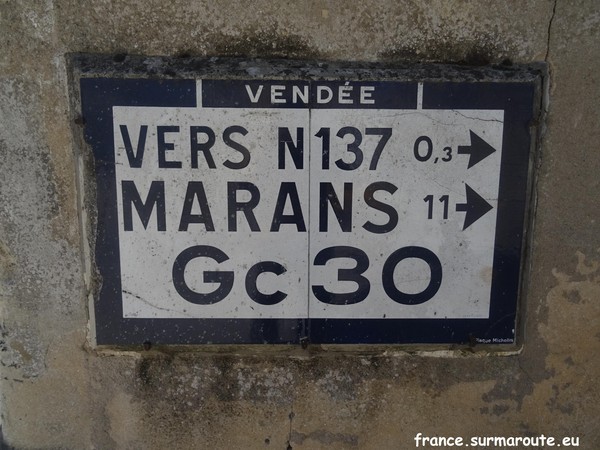 VENDÉE
VERS N137 0,3
MARANS 11
Gc 30
france.surmaroute.eu